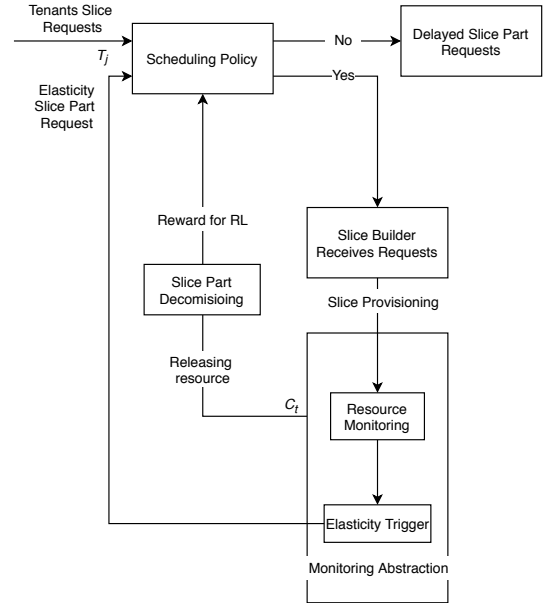 Tenants Slice
Requests
T_j
Elasticity
Slice Part
Request
Scheduling Policy
No
Yes
Delayed Slice Part
Requests
Reward for RL
Slice Builder
Receives Requests
Slice Part
Decomisioing
Slice Provisioning
Releasing
resource
C_t
Resource
Monitoring
Elasticity Trigger
Monitoring Abstraction